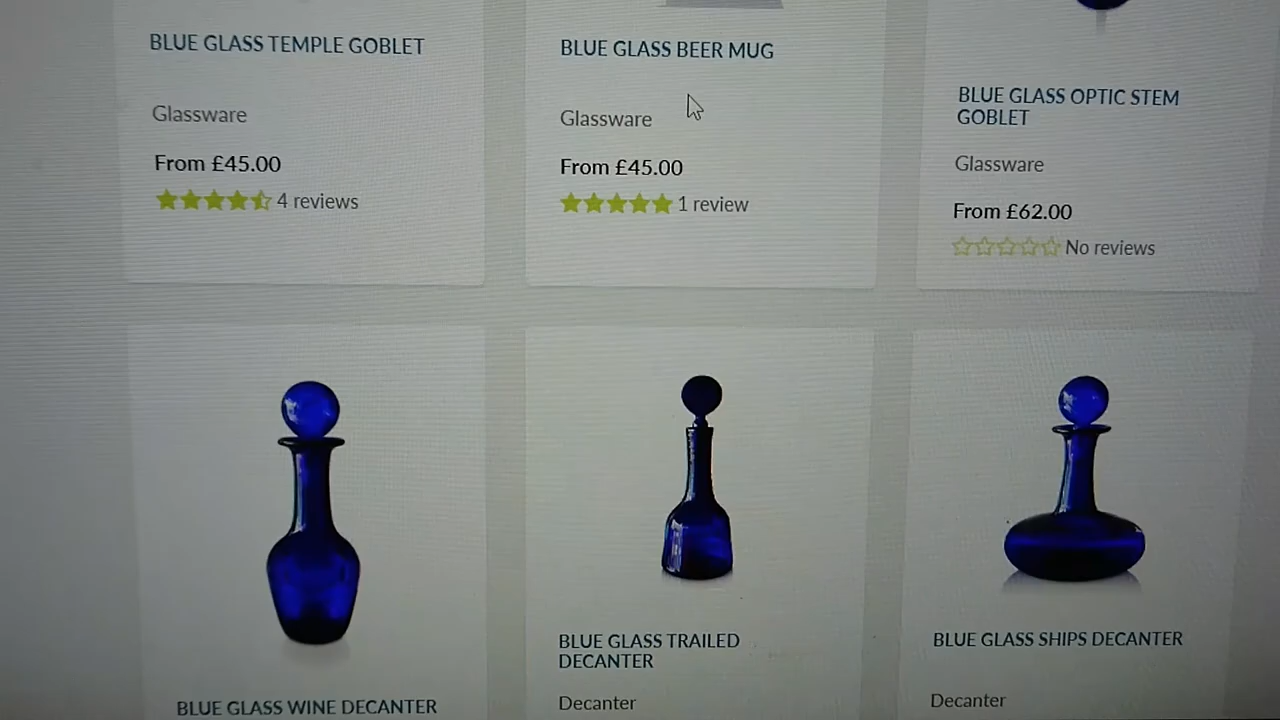 BLUE GLASS TEMPLE GOBLET
Glassware
From £45.00
4 reviews
BLUE GLASS BEER MUG
Glassware
From £45.00
1 review
BLUE GLASS OPTIC STEM
GOBLET
Glassware
From £62.00
No reviews
BLUE GLASS WINE DECANTER
BLUE GLASS TRAILED
DECANTER
Decanter
BLUE GLASS SHIPS DECANTER
Decanter